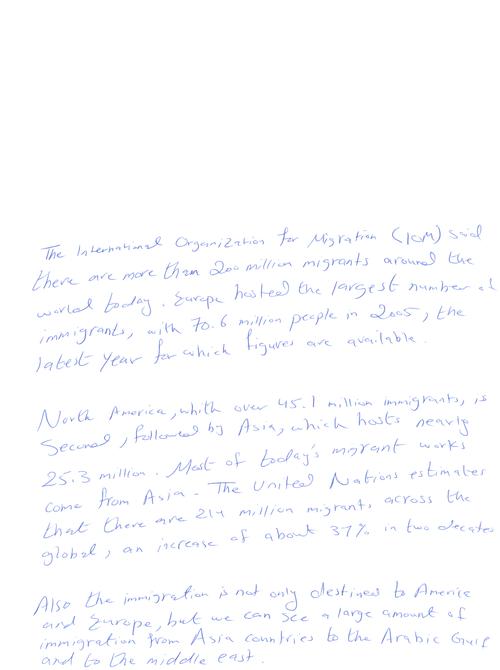 The International Organization for Migration (IOM) said
there are more than 200 million migrants around the
world today. Europe hosted the largest number of
immigrants, with 70.6 million people in 2005, the
latest year for which figures are available.
North America, whith over 45.1 million immigrants, is
Second, followed by Asia, which hosts nearly
25.3 million. Most of today's migrant works
come from Asia. The United Nations estimates
that there are 214 million migrants across the
global, an increase of about 37% in two decates
Also the immigration is not only destined to America
and Europe, but we can see a large amount of
immigration from Asia countries to the Arabic Gulf
and to the middle east.